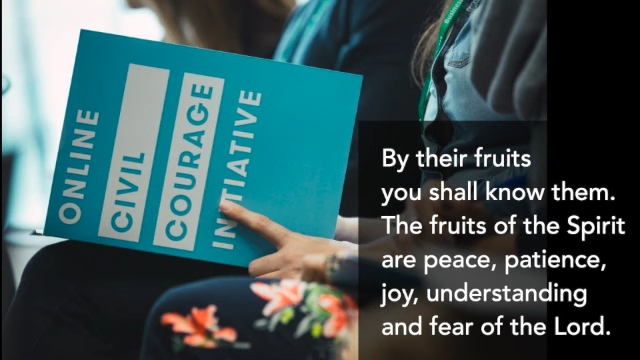 ONLINE
CIVIL
COURAGE
INITIATIVE
By their fruits
you shall know them.
The fruits of the Spirit
are peace, patience,
joy, understanding
and fear of the Lord.